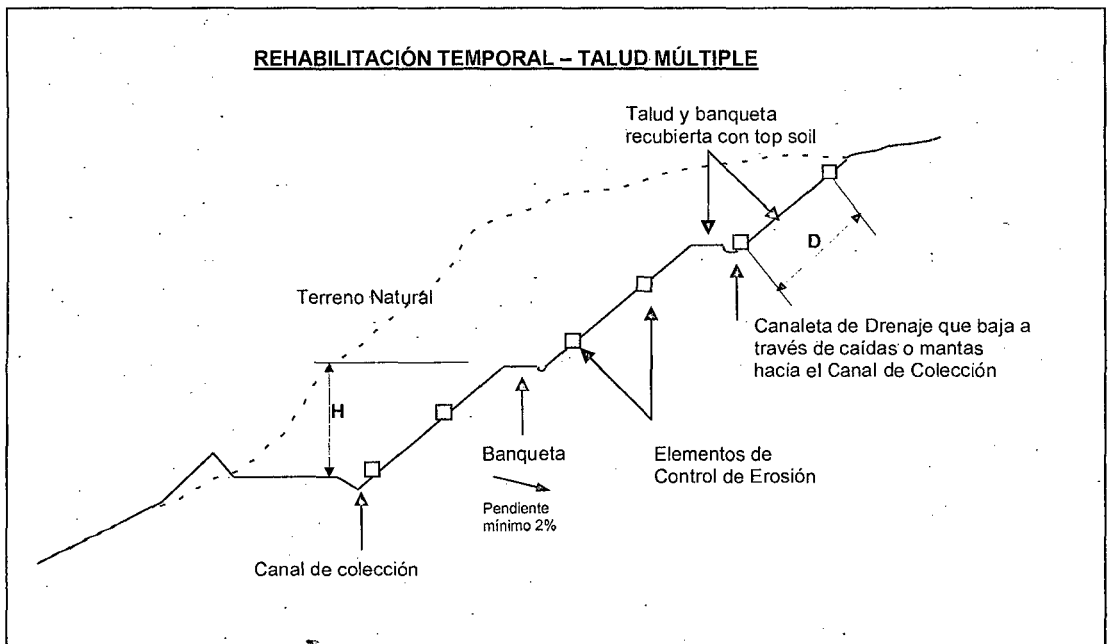 REHABILITACIÓN TEMPORAL – TALUD MÚLTIPLE
Talud y banqueta
recubierta con top soil
D
Terreno Natural
Canaleta de Drenaje que baja a
través de caídas o mantas
hacia el Canal de Colección
H
Banqueta
Elementos de
Control de Erosión
Pendiente
mínimo 2%
Canal de colección